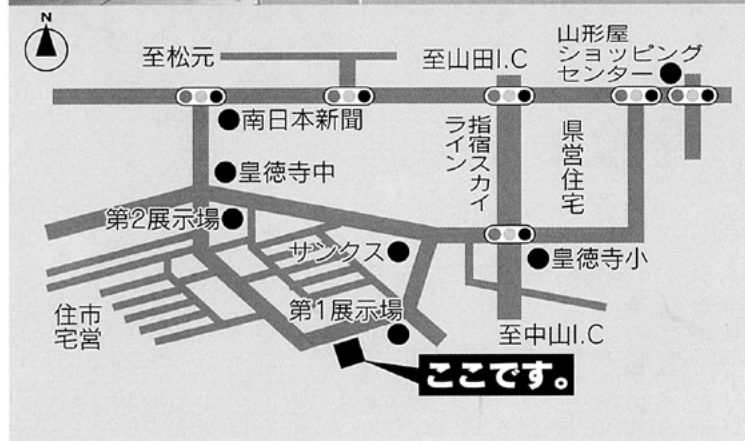 N
至松元
至山田I.C
山形屋
ショッピング
センター
南日本新聞
指宿スカイ
ライン
県営住宅
皇徳寺中
第2展示場
サンクス
皇徳寺小
市営
住宅
第1展示場
至中山I.C
ここです。